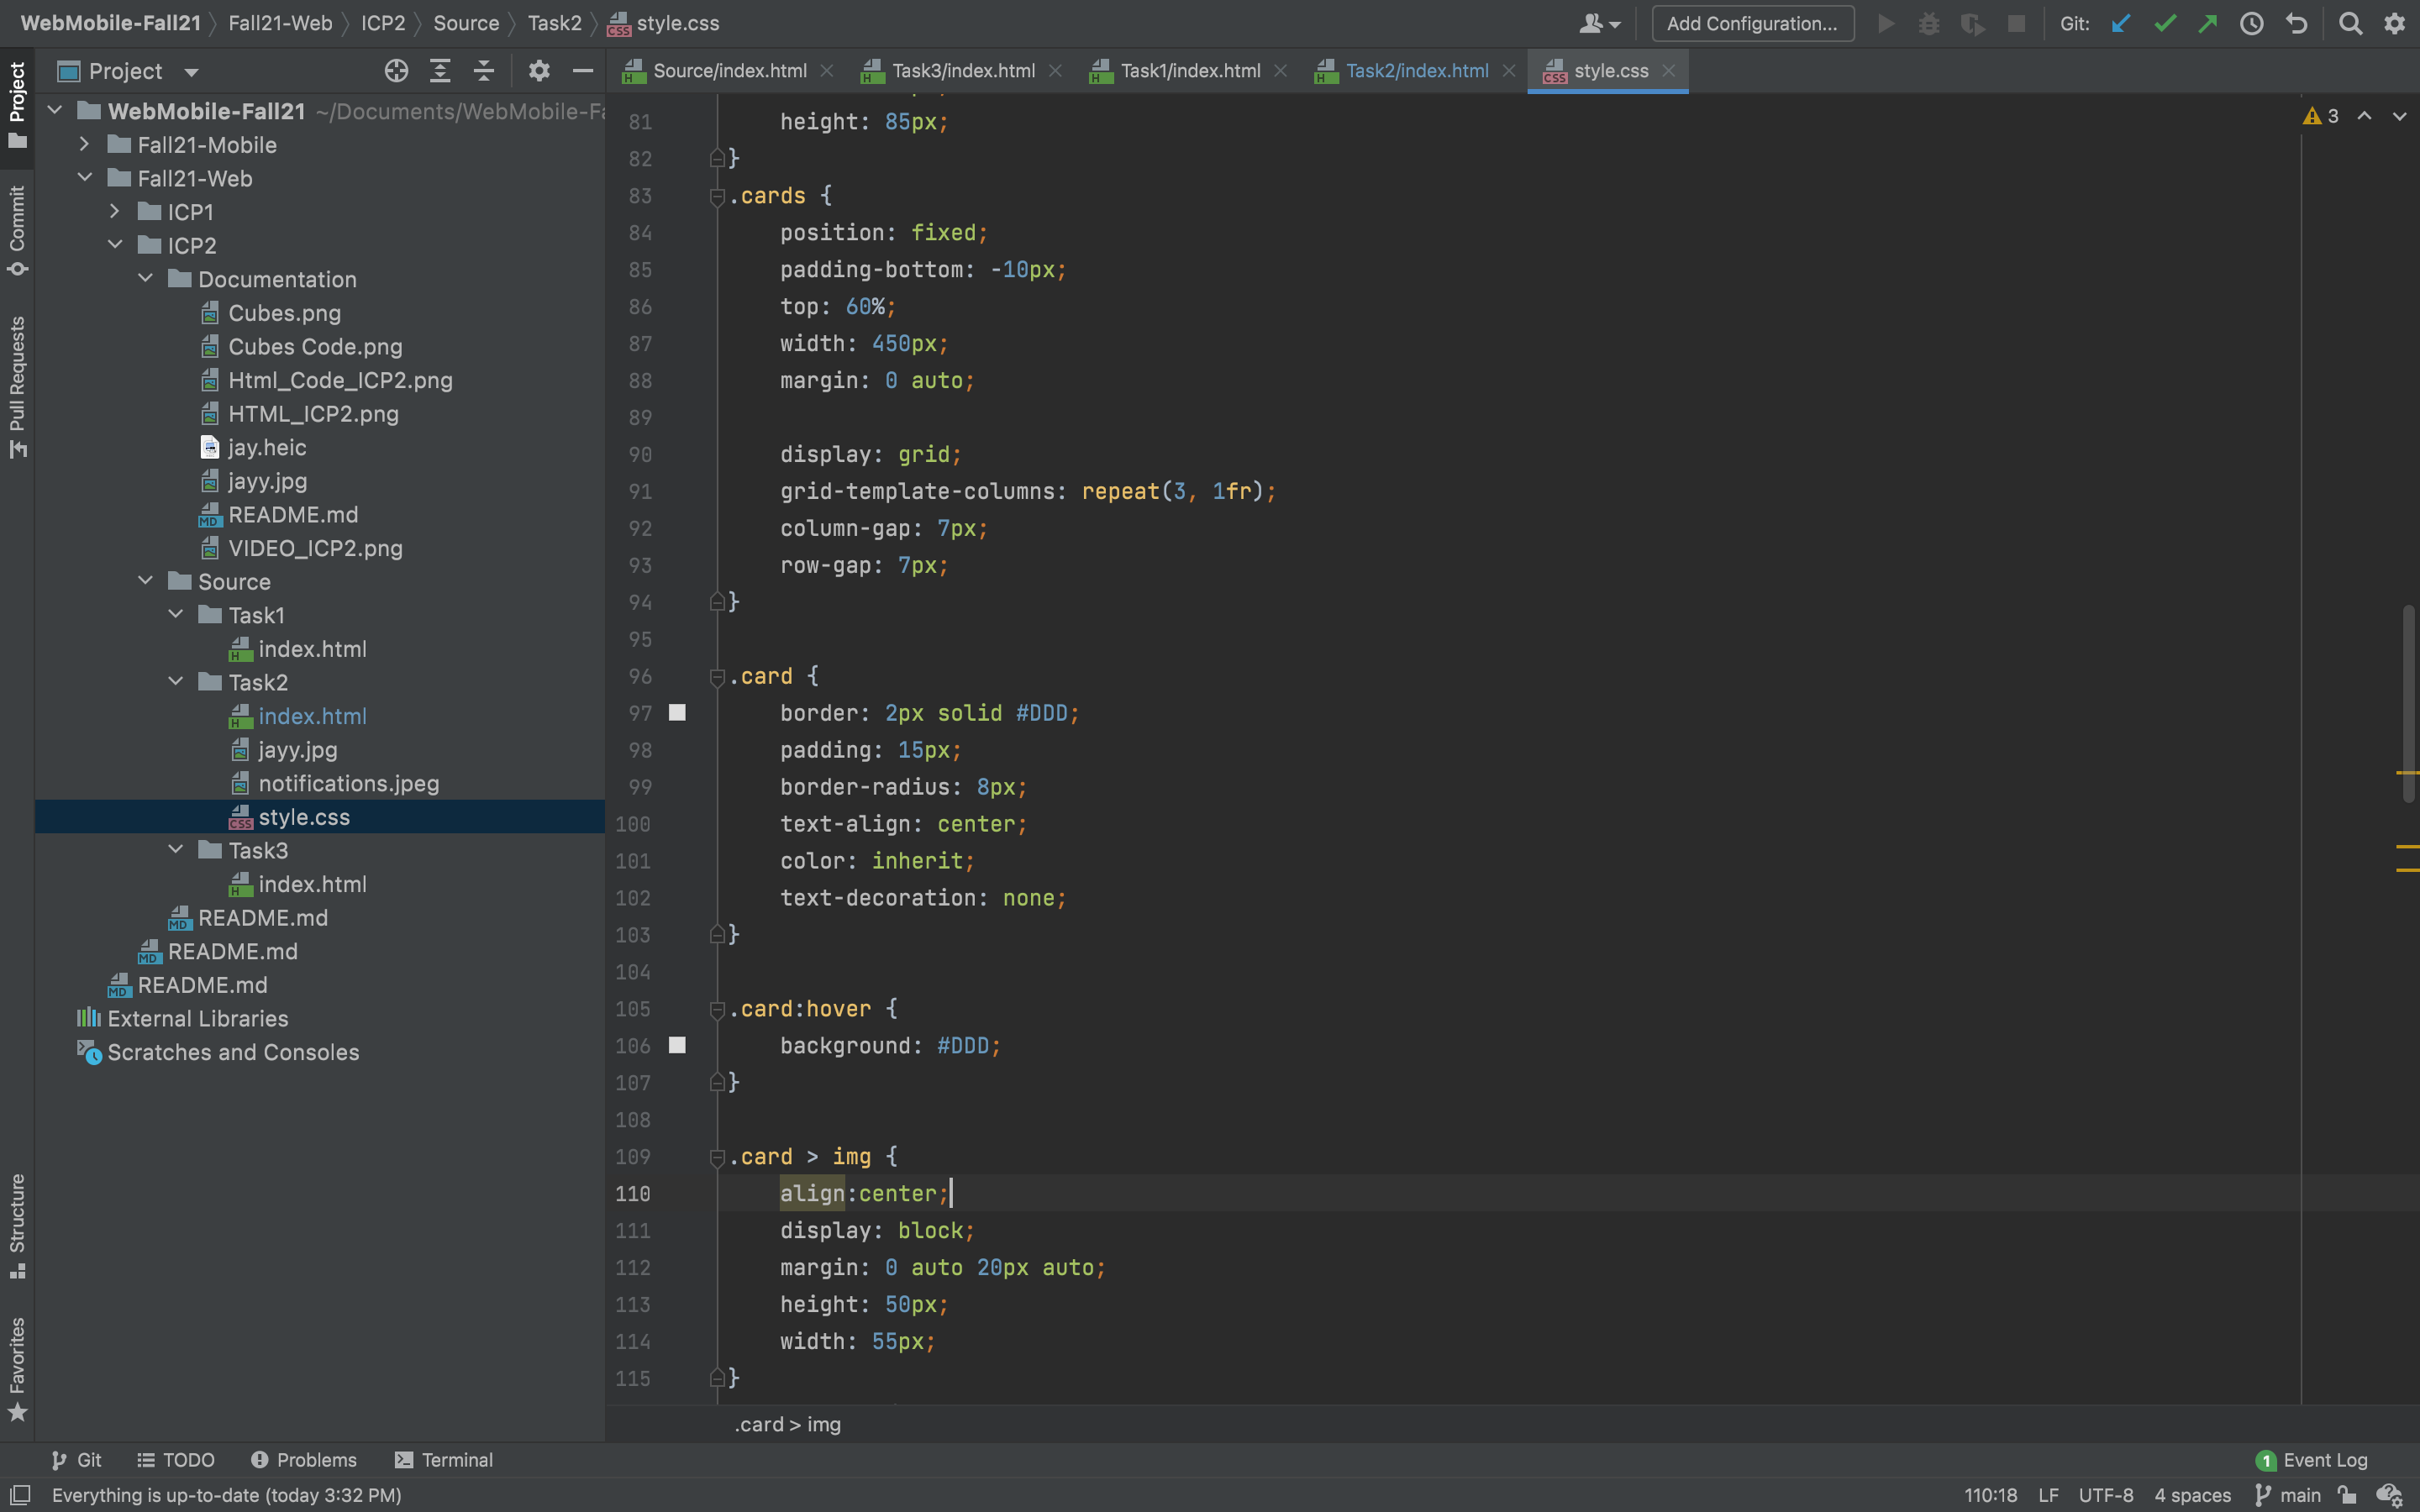 WebMobile-Fall21 Fall21-Web ICP2 Source Task2 style.css Add Configuration... Git:
Project Source/index.html Task3/index.html Task1/index.html Task2/index.html style.css
Project
Commit
Pull Requests
Structure
Favorites
WebMobile-Fall21 ~/Documents/WebMobile-Fa
Fall21-Mobile
Fall21-Web
ICP1
ICP2
Documentation
Cubes.png
Cubes Code.png
Html_Code_ICP2.png
HTML_ICP2.png
jay.heic
jayy.jpg
README.md
VIDEO_ICP2.png
Source
Task1
index.html
Task2
index.html
jayy.jpg
notifications.jpeg
style.css
Task3
index.html
README.md
README.md
README.md
External Libraries
Scratches and Consoles
3
81 height: 85px;
82 }
83 .cards {
84 position: fixed;
85 padding-bottom: -10px;
86 top: 60%;
87 width: 450px;
88 margin: 0 auto;
89
90 display: grid;
91 grid-template-columns: repeat(3, 1fr);
92 column-gap: 7px;
93 row-gap: 7px;
94 }
95
96 .card {
97 border: 2px solid #DDD;
98 padding: 15px;
99 border-radius: 8px;
100 text-align: center;
101 color: inherit;
102 text-decoration: none;
103 }
104
105 .card:hover {
106 background: #DDD;
107 }
108
109 .card > img {
110 align:center;
111 display: block;
112 margin: 0 auto 20px auto;
113 height: 50px;
114 width: 55px;
115 }
.card > img
Git TODO Problems Terminal 1 Event Log
Everything is up-to-date (today 3:32 PM) 110:18 LF UTF-8 4 spaces main